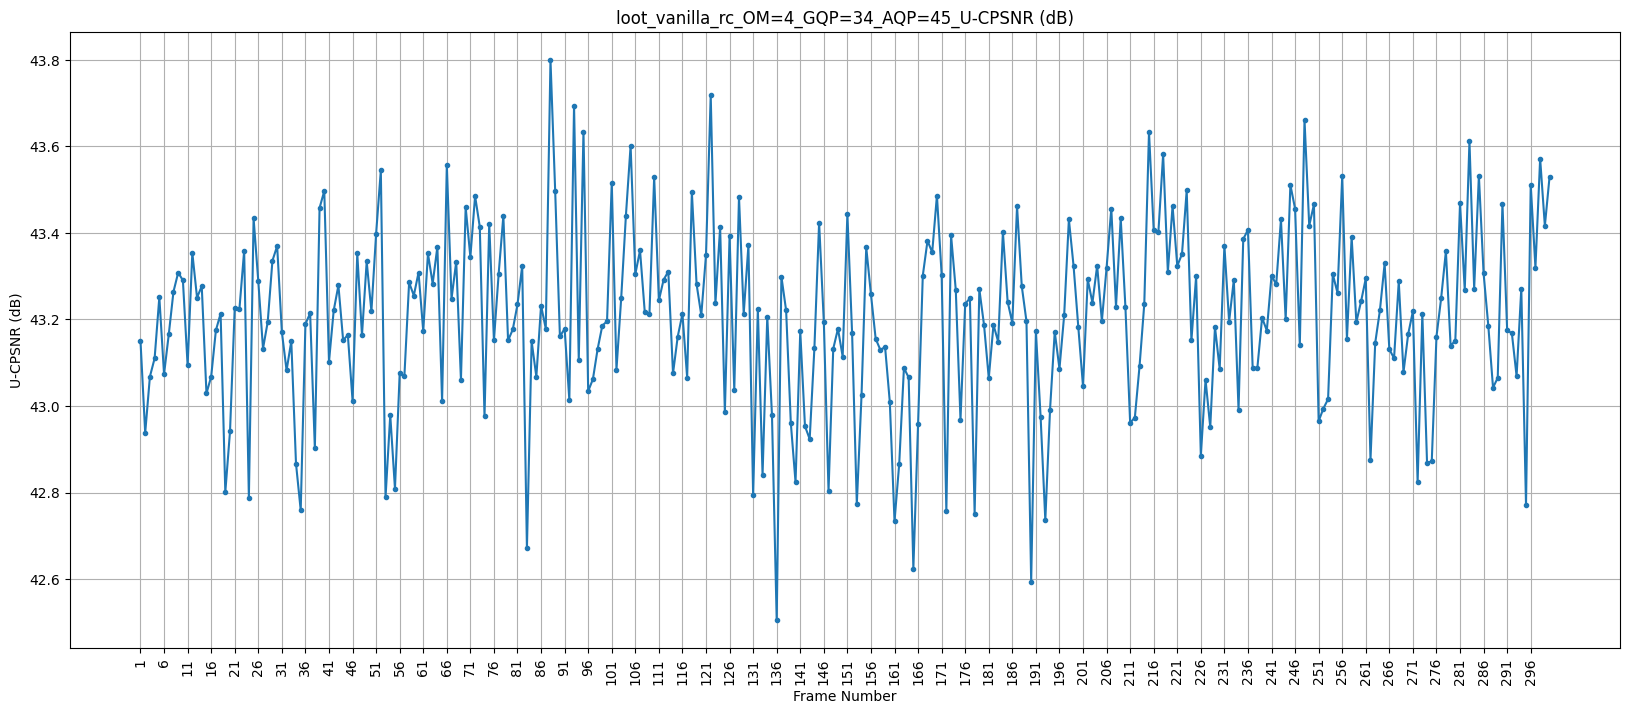 loot_vanilla_rc_OM=4_GQP=34_AQP=45_U-CPSNR (dB)
U-CPSNR (dB)
43.8
43.6
43.4
43.2
43.0
42.8
42.6
1 6 11 16 21 26 31 36 41 46 51 56 61 66 71 76 81 86 91 96 101 106 111 116 121 126 131 136 141 146 151 156 161 166 171 176 181 186 191 196 201 206 211 216 221 226 231 236 241 246 251 256 261 266 271 276 281 286 291 296
Frame Number